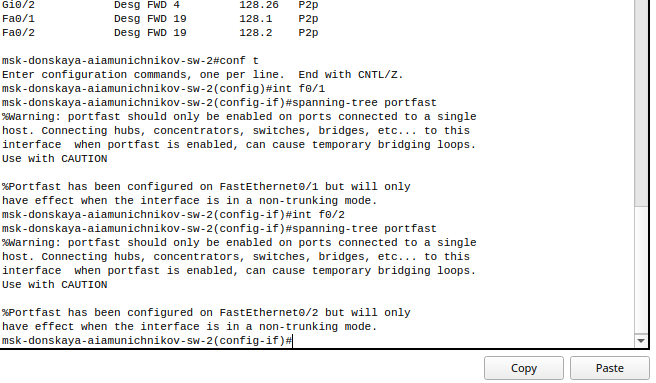 Gi0/2            Desg FWD 4         128.26   P2p
Fa0/1            Desg FWD 19        128.1    P2p
Fa0/2            Desg FWD 19        128.2    P2p

msk-donskaya-aiamunichnikov-sw-2#conf t
Enter configuration commands, one per line.  End with CNTL/Z.
msk-donskaya-aiamunichnikov-sw-2(config)#int f0/1
msk-donskaya-aiamunichnikov-sw-2(config-if)#spanning-tree portfast
%Warning: portfast should only be enabled on ports connected to a single
host. Connecting hubs, concentrators, switches, bridges, etc... to this
interface  when portfast is enabled, can cause temporary bridging loops.
Use with CAUTION

%Portfast has been configured on FastEthernet0/1 but will only
have effect when the interface is in a non-trunking mode.
msk-donskaya-aiamunichnikov-sw-2(config-if)#int f0/2
msk-donskaya-aiamunichnikov-sw-2(config-if)#spanning-tree portfast
%Warning: portfast should only be enabled on ports connected to a single
host. Connecting hubs, concentrators, switches, bridges, etc... to this
interface  when portfast is enabled, can cause temporary bridging loops.
Use with CAUTION

%Portfast has been configured on FastEthernet0/2 but will only
have effect when the interface is in a non-trunking mode.
msk-donskaya-aiamunichnikov-sw-2(config-if)#
Copy Paste